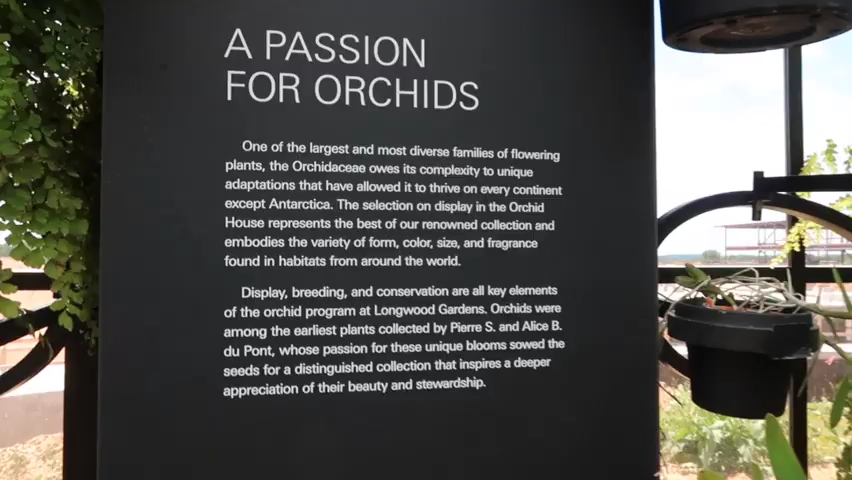 A PASSION
FOR ORCHIDS
One of the largest and most diverse families of flowering
plants, the Orchidaceae owes its complexity to unique
adaptations that have allowed it to thrive on every continent
except Antarctica. The selection on display in the Orchid
House represents the best of our renowned collection and
embodies the variety of form, color, size, and fragrance
found in habitats from around the world.
Display, breeding, and conservation are all key elements
of the orchid program at Longwood Gardens. Orchids were
among the earliest plants collected by Pierre S. and Alice B.
du Pont, whose passion for these unique blooms sowed the
seeds for a distinguished collection that inspires a deeper
appreciation of their beauty and stewardship.